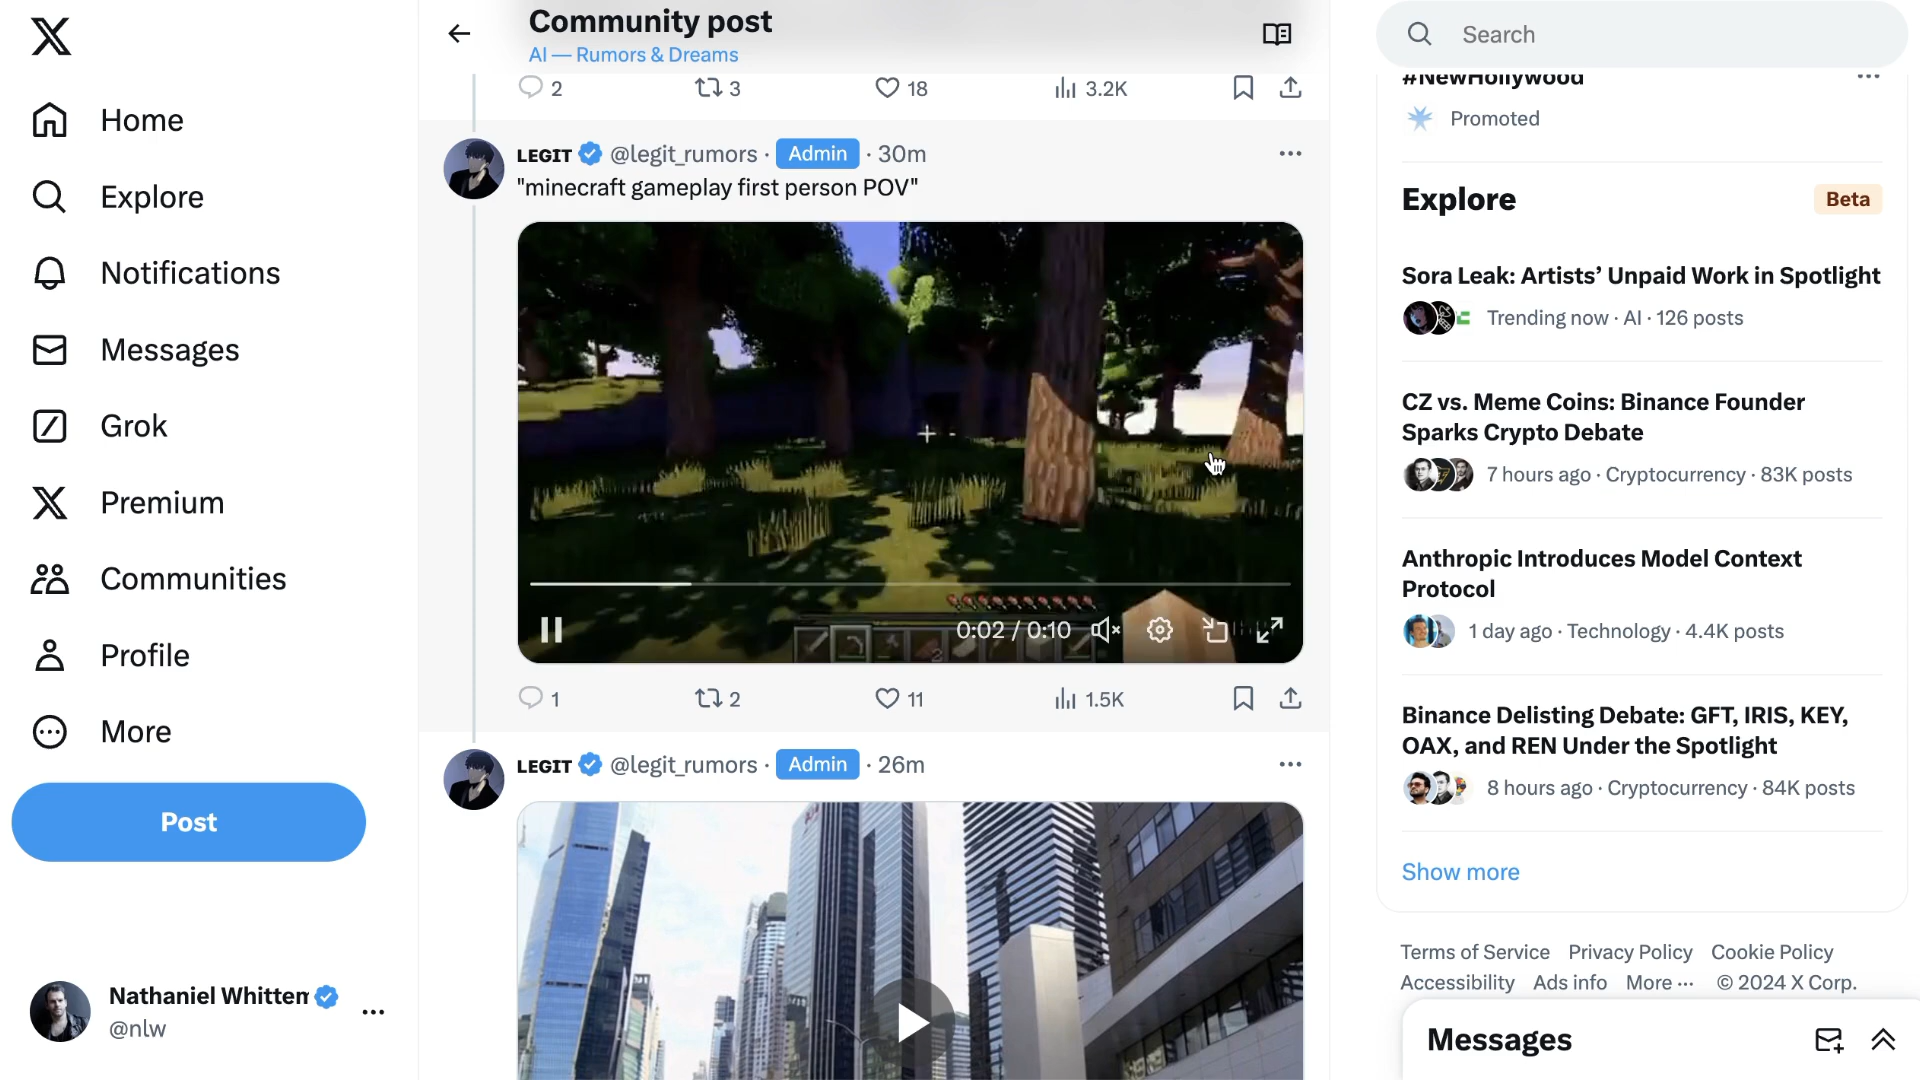 Home
Explore
Notifications
Messages
Grok
Premium
Communities
Profile
More
Post
Nathaniel Whittem
@nlw
Community post
AI — Rumors & Dreams
2 3 18 3.2K
LEGIT @legit_rumors · Admin · 30m
"minecraft gameplay first person POV"
0:02 / 0:10
1 2 11 1.5K
LEGIT @legit_rumors · Admin · 26m
Search
#NewHollywood
Promoted
Explore Beta
Sora Leak: Artists’ Unpaid Work in Spotlight
Trending now · AI · 126 posts
CZ vs. Meme Coins: Binance Founder
Sparks Crypto Debate
7 hours ago · Cryptocurrency · 83K posts
Anthropic Introduces Model Context
Protocol
1 day ago · Technology · 4.4K posts
Binance Delisting Debate: GFT, IRIS, KEY,
OAX, and REN Under the Spotlight
8 hours ago · Cryptocurrency · 84K posts
Show more
Terms of Service Privacy Policy Cookie Policy
Accessibility Ads info More ··· © 2024 X Corp.
Messages